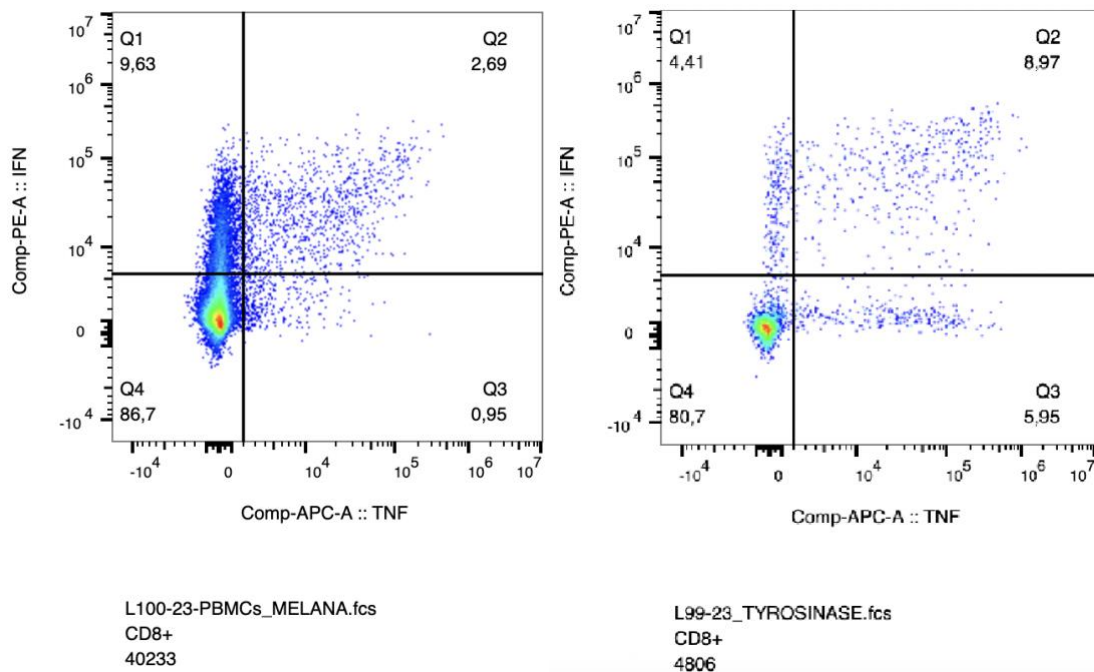 10^7
10^6
10^5
10^4
0
-10^4
Comp-PE-A :: IFN
Q1
9,63
Q2
2,69
Q4
86,7
Q3
0,95
-10^4
0
10^4
10^5
10^6
10^7
Comp-APC-A :: TNF
L100-23-PBMCs_MELANA.fcs
CD8+
40233
10^7
10^6
10^5
10^4
0
-10^4
Comp-PE-A :: IFN
Q1
4,41
Q2
8,97
Q4
80,7
Q3
5,95
-10^4
0
10^4
10^5
10^6
10^7
Comp-APC-A :: TNF
L99-23_TYROSINASE.fcs
CD8+
4806